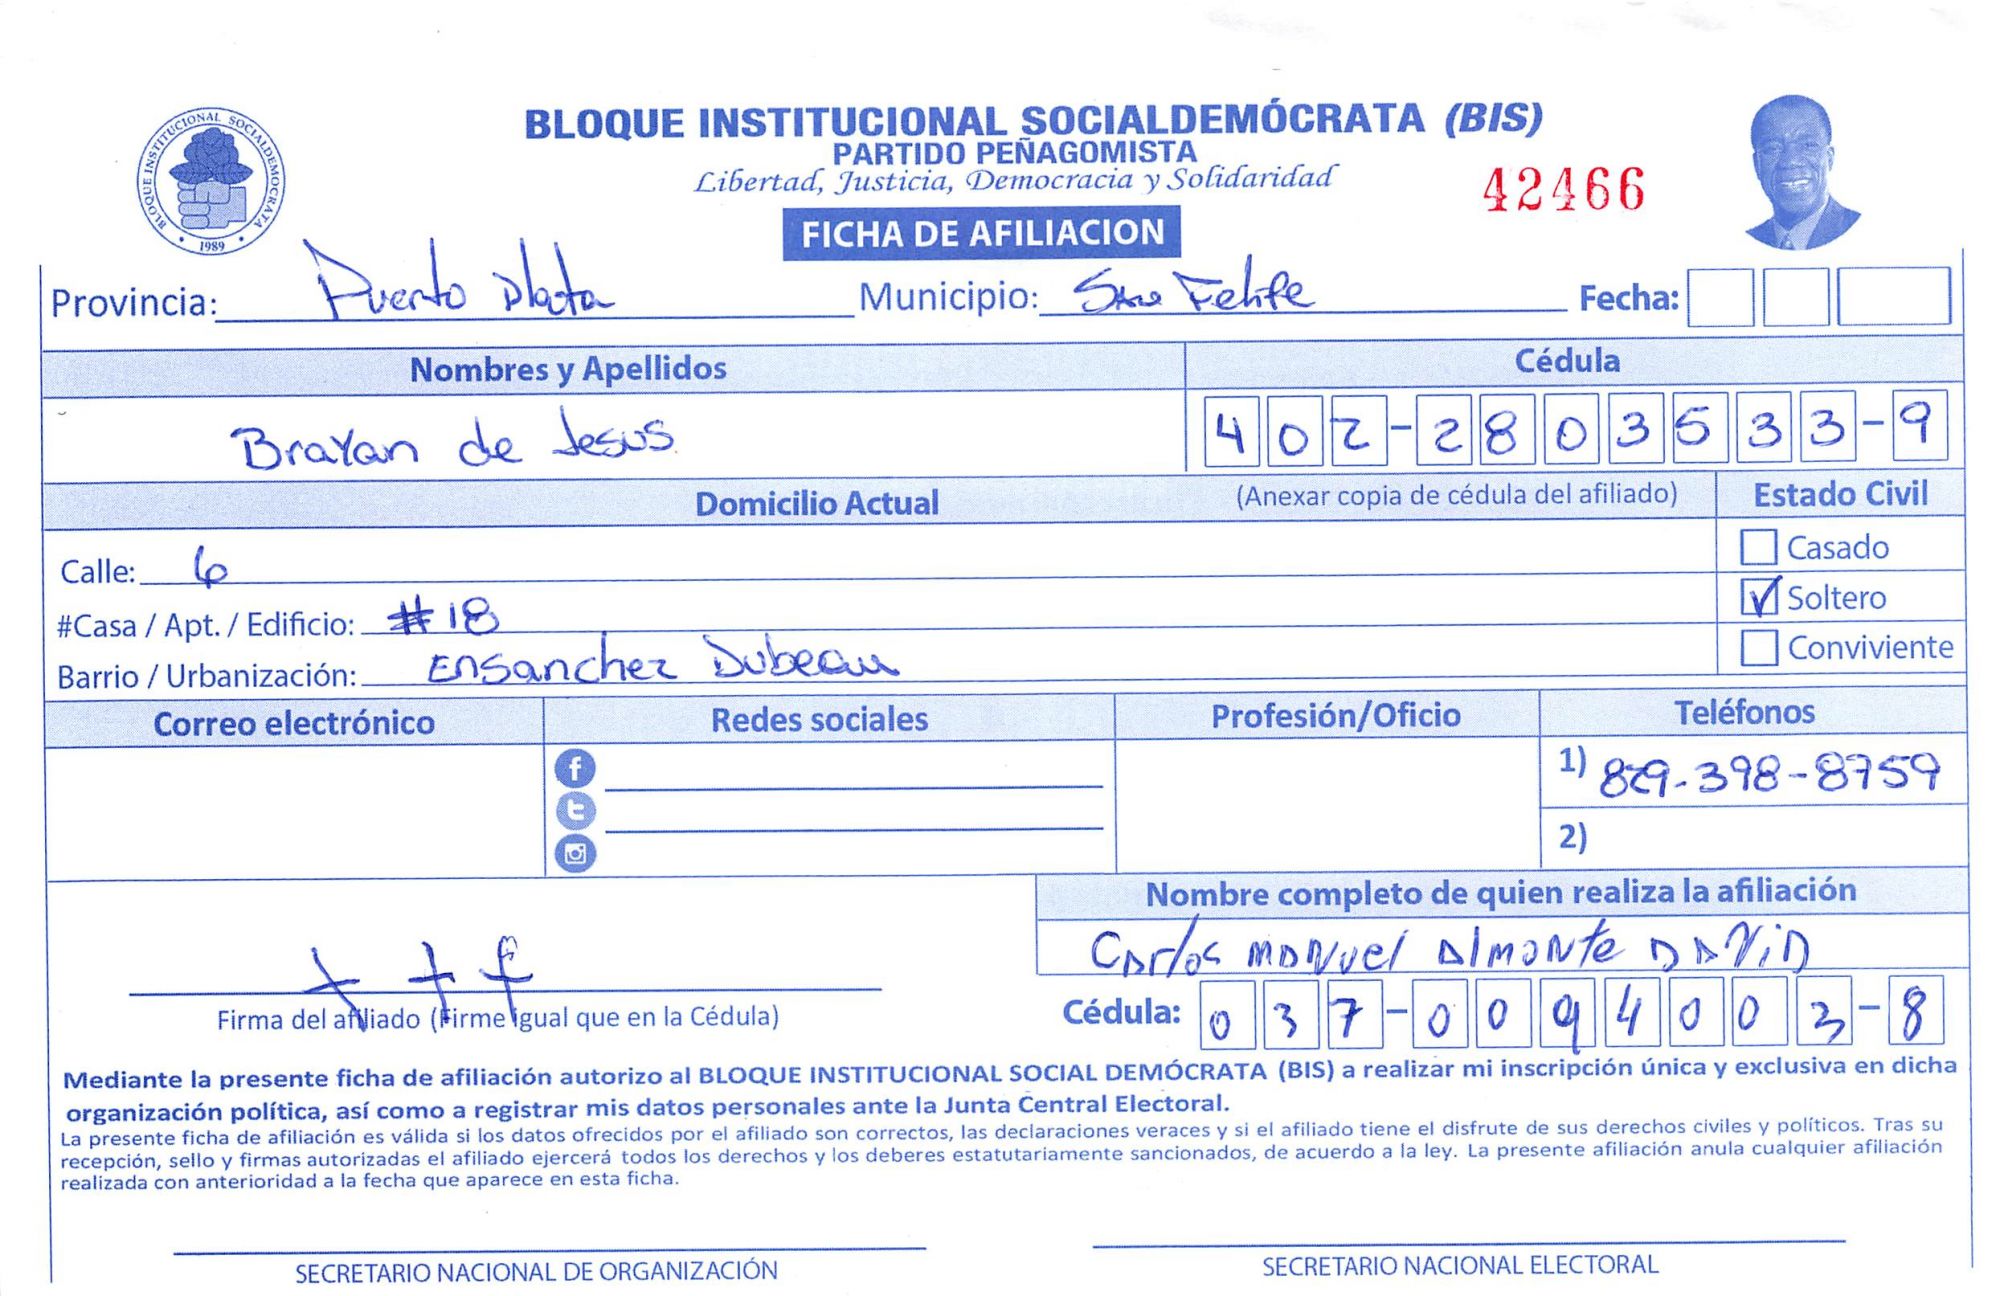 BLOQUE INSTITUCIONAL SOCIALDEMÓCRATA (BIS)
PARTIDO PEÑAGOMISTA
Libertad, Justicia, Democracia y Solidaridad
42466
BLOQUE INSTITUCIONAL SOCIALDEMOCRATA
• 1989 •
FICHA DE AFILIACION
Provincia: Puerto Plata Municipio: San Felipe Fecha:
Nombres y Apellidos Cédula
Brayan de Jesus 402-2803533-9
Domicilio Actual (Anexar copia de cédula del afiliado) Estado Civil
Calle: 6 Casado
#Casa / Apt. / Edificio: #18 Soltero
Barrio / Urbanización: Ensanchez Dubeau Conviviente
Correo electrónico Redes sociales Profesión/Oficio Teléfonos
1) 829-398-8759
2)
Nombre completo de quien realiza la afiliación
Carlos Manuel Almonte David
Firma del afiliado (Firme igual que en la Cédula) Cédula: 037-0094003-8
Mediante la presente ficha de afiliación autorizo al BLOQUE INSTITUCIONAL SOCIAL DEMÓCRATA (BIS) a realizar mi inscripción única y exclusiva en dicha
organización política, así como a registrar mis datos personales ante la Junta Central Electoral.
La presente ficha de afiliación es válida si los datos ofrecidos por el afiliado son correctos, las declaraciones veraces y si el afiliado tiene el disfrute de sus derechos civiles y políticos. Tras su
recepción, sello y firmas autorizadas el afiliado ejercerá todos los derechos y los deberes estatutariamente sancionados, de acuerdo a la ley. La presente afiliación anula cualquier afiliación
realizada con anterioridad a la fecha que aparece en esta ficha.
SECRETARIO NACIONAL DE ORGANIZACIÓN SECRETARIO NACIONAL ELECTORAL